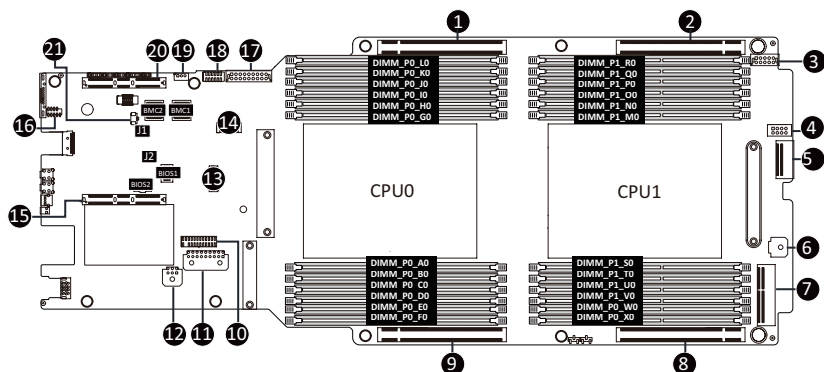 1
2
21
20
19
18
17
DIMM_P0_L0
DIMM_P0_K0
DIMM_P0_J0
DIMM_P0_I0
DIMM_P0_H0
DIMM_P0_G0
DIMM_P1_R0
DIMM_P1_Q0
DIMM_P1_P0
DIMM_P1_O0
DIMM_P1_N0
DIMM_P1_M0
3
BMC2
BMC1
16
J1
14
4
5
J2
BIOS1
BIOS2
13
CPU0
CPU1
15
6
DIMM_P0_A0
DIMM_P0_B0
DIMM_P0_C0
DIMM_P0_D0
DIMM_P0_E0
DIMM_P0_F0
DIMM_P1_S0
DIMM_P1_T0
DIMM_P1_U0
DIMM_P1_V0
DIMM_P0_W0
DIMM_P0_X0
7
12
11
10
9
8